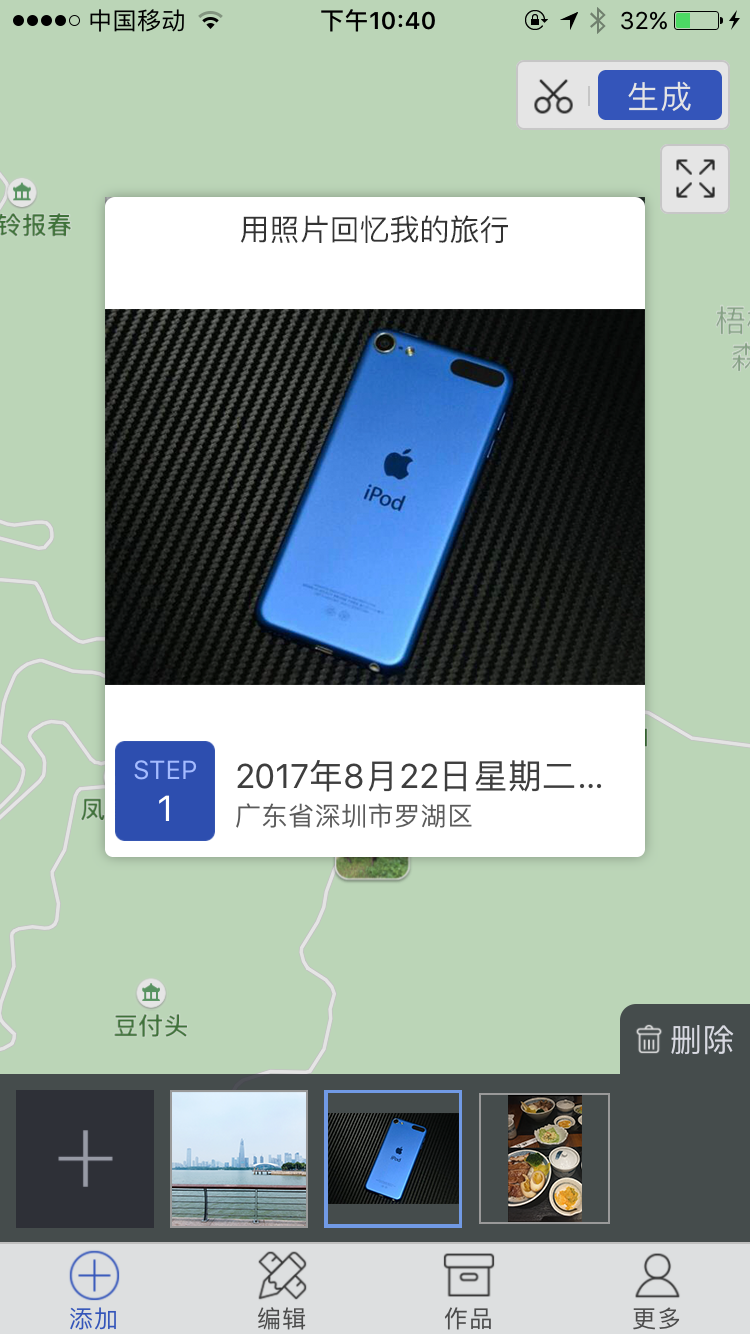 中国移动
下午10:40
32%
生成
铃报春
用照片回忆我的旅行
iPod
STEP
1
2017年8月22日星期二...
广东省深圳市罗湖区
凤
豆付头
删除
添加
编辑
作品
更多